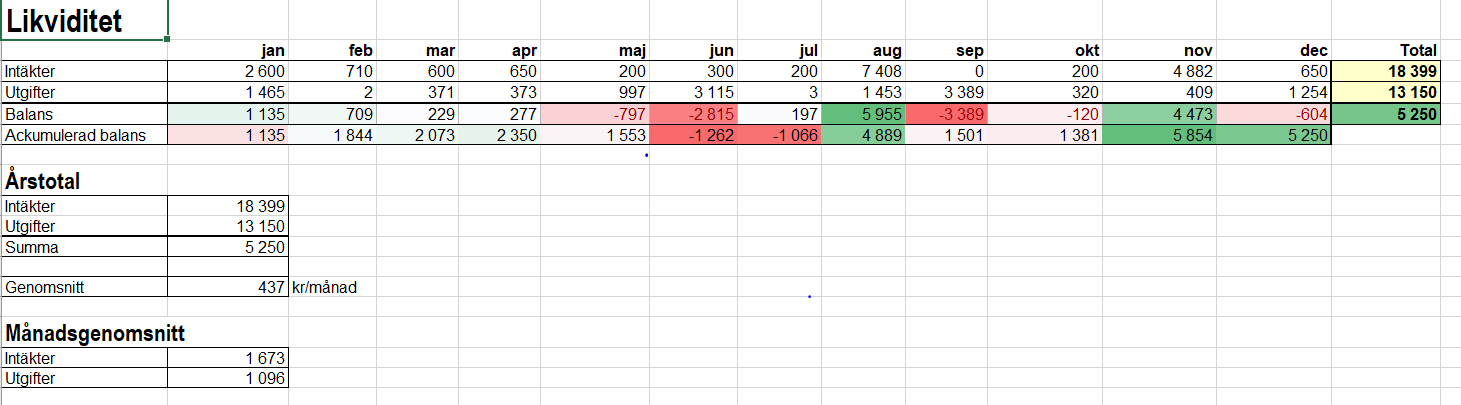 Likviditet
jan feb mar apr maj jun jul aug sep okt nov dec Total
Intäkter 2 600 710 600 650 200 300 200 7 408 0 200 4 882 650 18 399
Utgifter 1 465 2 371 373 997 3 115 3 1 453 3 389 320 409 1 254 13 150
Balans 1 135 709 229 277 -797 -2 815 197 5 955 -3 389 -120 4 473 -604 5 250
Ackumulerad balans 1 135 1 844 2 073 2 350 1 553 -1 262 -1 066 4 889 1 501 1 381 5 854 5 250
Årstotal
Intäkter 18 399
Utgifter 13 150
Summa 5 250
Genomsnitt 437 kr/månad
Månadsgenomsnitt
Intäkter 1 673
Utgifter 1 096